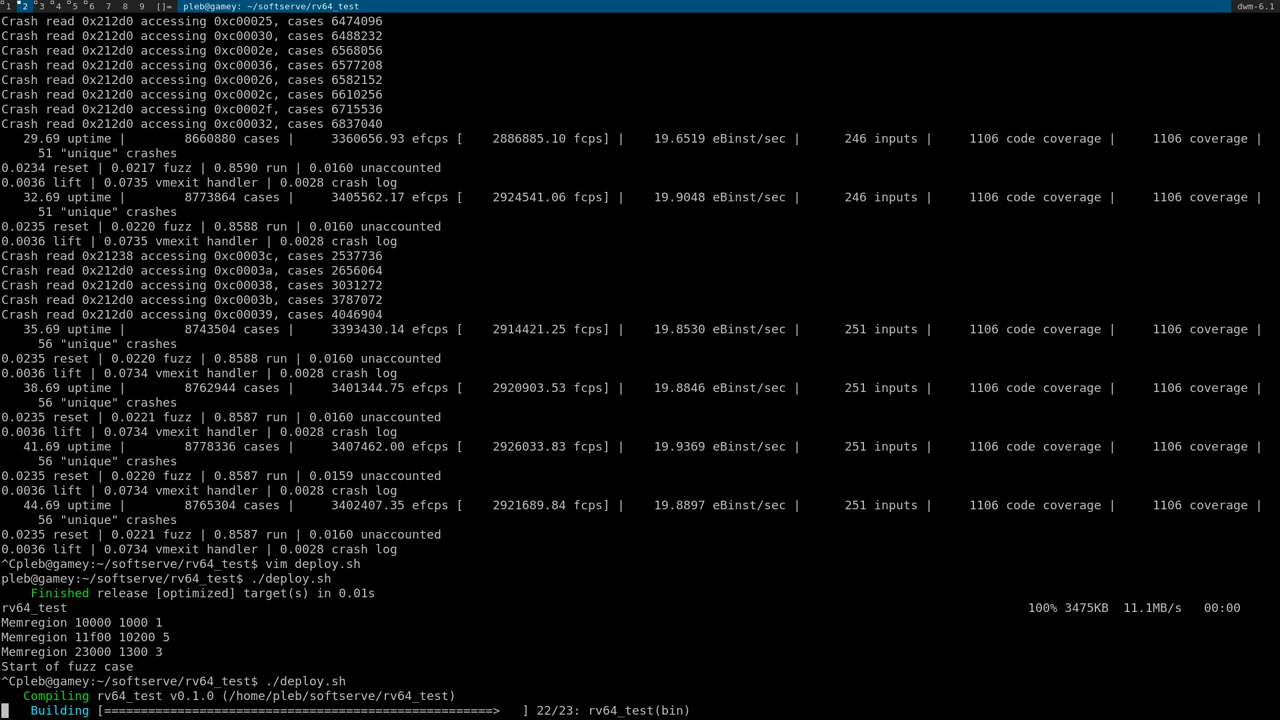 1 2 3 4 5 6 7 8 9 []= pleb@gamey: ~/softserve/rv64_test dwm-6.1
Crash read 0x212d0 accessing 0xc00025, cases 6474096
Crash read 0x212d0 accessing 0xc00030, cases 6488232
Crash read 0x212d0 accessing 0xc0002e, cases 6568056
Crash read 0x212d0 accessing 0xc00036, cases 6577208
Crash read 0x212d0 accessing 0xc00026, cases 6582152
Crash read 0x212d0 accessing 0xc0002c, cases 6610256
Crash read 0x212d0 accessing 0xc0002f, cases 6715536
Crash read 0x212d0 accessing 0xc00032, cases 6837040
29.69 uptime | 8660880 cases | 3360656.93 efcps [ 2886885.10 fcps] | 19.6519 eBinst/sec | 246 inputs | 1106 code coverage | 1106 coverage |
51 "unique" crashes
0.0234 reset | 0.0217 fuzz | 0.8590 run | 0.0160 unaccounted
0.0036 lift | 0.0735 vmexit handler | 0.0028 crash log
32.69 uptime | 8773864 cases | 3405562.17 efcps [ 2924541.06 fcps] | 19.9048 eBinst/sec | 246 inputs | 1106 code coverage | 1106 coverage |
51 "unique" crashes
0.0235 reset | 0.0220 fuzz | 0.8588 run | 0.0160 unaccounted
0.0036 lift | 0.0735 vmexit handler | 0.0028 crash log
Crash read 0x21238 accessing 0xc0003c, cases 2537736
Crash read 0x212d0 accessing 0xc0003a, cases 2656064
Crash read 0x212d0 accessing 0xc00038, cases 3031272
Crash read 0x212d0 accessing 0xc0003b, cases 3787072
Crash read 0x212d0 accessing 0xc00039, cases 4046904
35.69 uptime | 8743504 cases | 3393430.14 efcps [ 2914421.25 fcps] | 19.8530 eBinst/sec | 251 inputs | 1106 code coverage | 1106 coverage |
56 "unique" crashes
0.0235 reset | 0.0220 fuzz | 0.8588 run | 0.0160 unaccounted
0.0036 lift | 0.0734 vmexit handler | 0.0028 crash log
38.69 uptime | 8762944 cases | 3401344.75 efcps [ 2920903.53 fcps] | 19.8846 eBinst/sec | 251 inputs | 1106 code coverage | 1106 coverage |
56 "unique" crashes
0.0235 reset | 0.0221 fuzz | 0.8587 run | 0.0160 unaccounted
0.0036 lift | 0.0734 vmexit handler | 0.0028 crash log
41.69 uptime | 8778336 cases | 3407462.00 efcps [ 2926033.83 fcps] | 19.9369 eBinst/sec | 251 inputs | 1106 code coverage | 1106 coverage |
56 "unique" crashes
0.0235 reset | 0.0220 fuzz | 0.8587 run | 0.0159 unaccounted
0.0036 lift | 0.0734 vmexit handler | 0.0028 crash log
44.69 uptime | 8765304 cases | 3402407.35 efcps [ 2921689.84 fcps] | 19.8897 eBinst/sec | 251 inputs | 1106 code coverage | 1106 coverage |
56 "unique" crashes
0.0235 reset | 0.0221 fuzz | 0.8587 run | 0.0160 unaccounted
0.0036 lift | 0.0734 vmexit handler | 0.0028 crash log
^Cpleb@gamey:~/softserve/rv64_test$ vim deploy.sh
pleb@gamey:~/softserve/rv64_test$ ./deploy.sh
Finished release [optimized] target(s) in 0.01s
rv64_test 100% 3475KB 11.1MB/s 00:00
Memregion 10000 1000 1
Memregion 11f00 10200 5
Memregion 23000 1300 3
Start of fuzz case
^Cpleb@gamey:~/softserve/rv64_test$ ./deploy.sh
Compiling rv64_test v0.1.0 (/home/pleb/softserve/rv64_test)
Building [=====================================================> ] 22/23: rv64_test(bin)